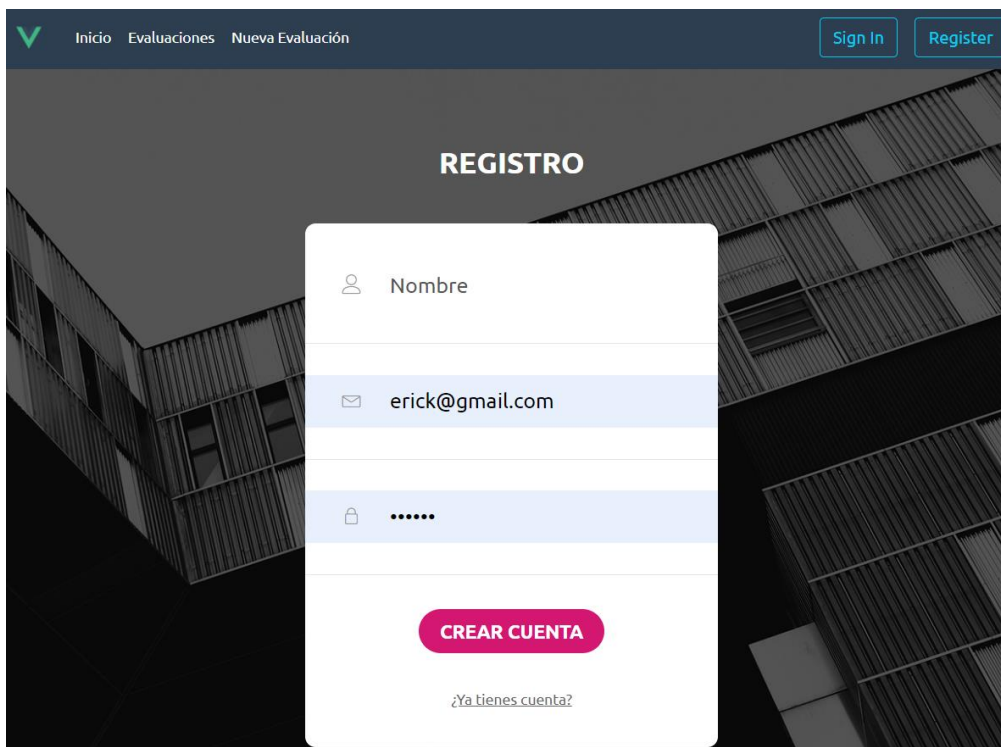 Inicio Evaluaciones Nueva Evaluación Sign In Register
REGISTRO
Nombre
erick@gmail.com
••••••
CREAR CUENTA
¿Ya tienes cuenta?